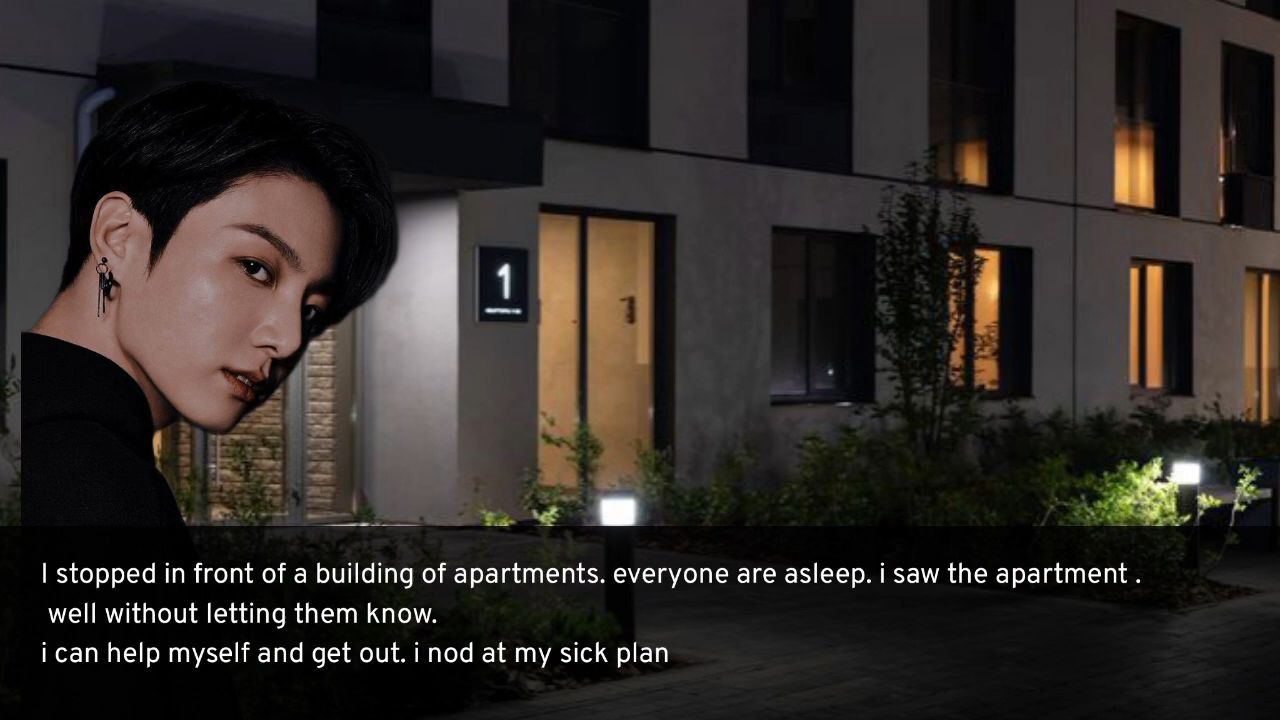 1
I stopped in front of a building of apartments. everyone are asleep. i saw the apartment .
well without letting them know.
i can help myself and get out. i nod at my sick plan